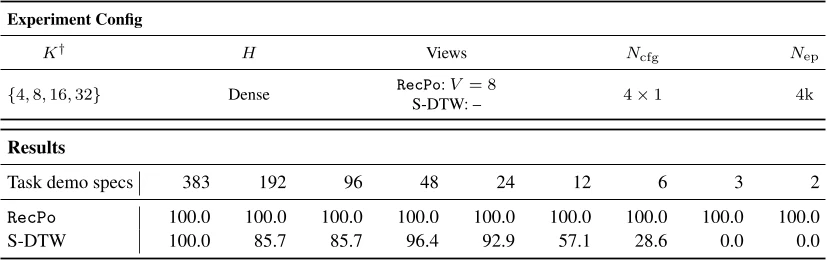 Experiment Config
K† H Views N_cfg N_ep
{4, 8, 16, 32} Dense RecPo: V = 8 4 × 1 4k
S-DTW: –
Results
Task demo specs 383 192 96 48 24 12 6 3 2
RecPo 100.0 100.0 100.0 100.0 100.0 100.0 100.0 100.0 100.0
S-DTW 100.0 85.7 85.7 96.4 92.9 57.1 28.6 0.0 0.0